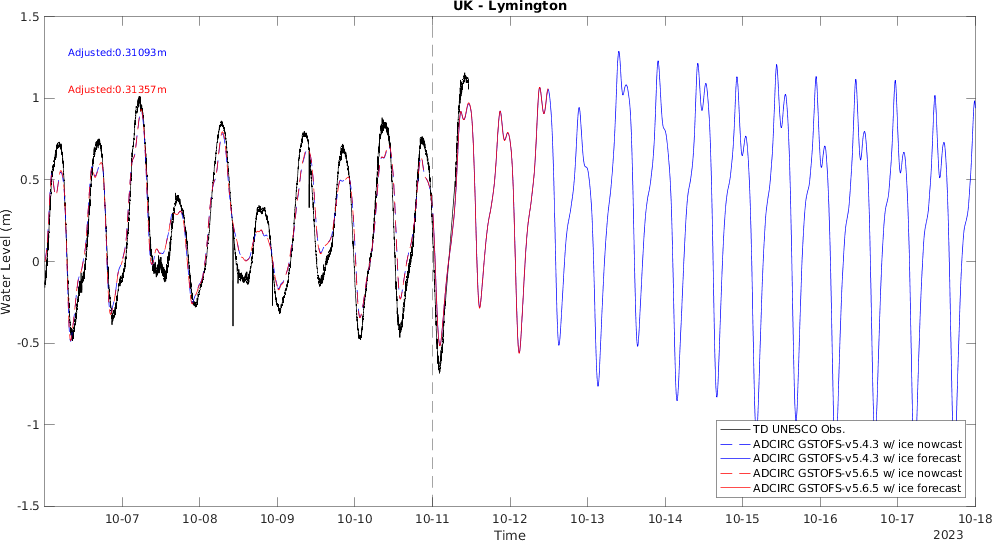 UK - Lymington
Adjusted:0.31093m
Adjusted:0.31357m
Water Level (m)
1.5
1
0.5
0
-0.5
-1
-1.5
TD UNESCO Obs.
ADCIRC GSTOFS-v5.4.3 w/ ice nowcast
ADCIRC GSTOFS-v5.4.3 w/ ice forecast
ADCIRC GSTOFS-v5.6.5 w/ ice nowcast
ADCIRC GSTOFS-v5.6.5 w/ ice forecast
10-07 10-08 10-09 10-10 10-11 10-12 10-13 10-14 10-15 10-16 10-17 10-18
Time
2023